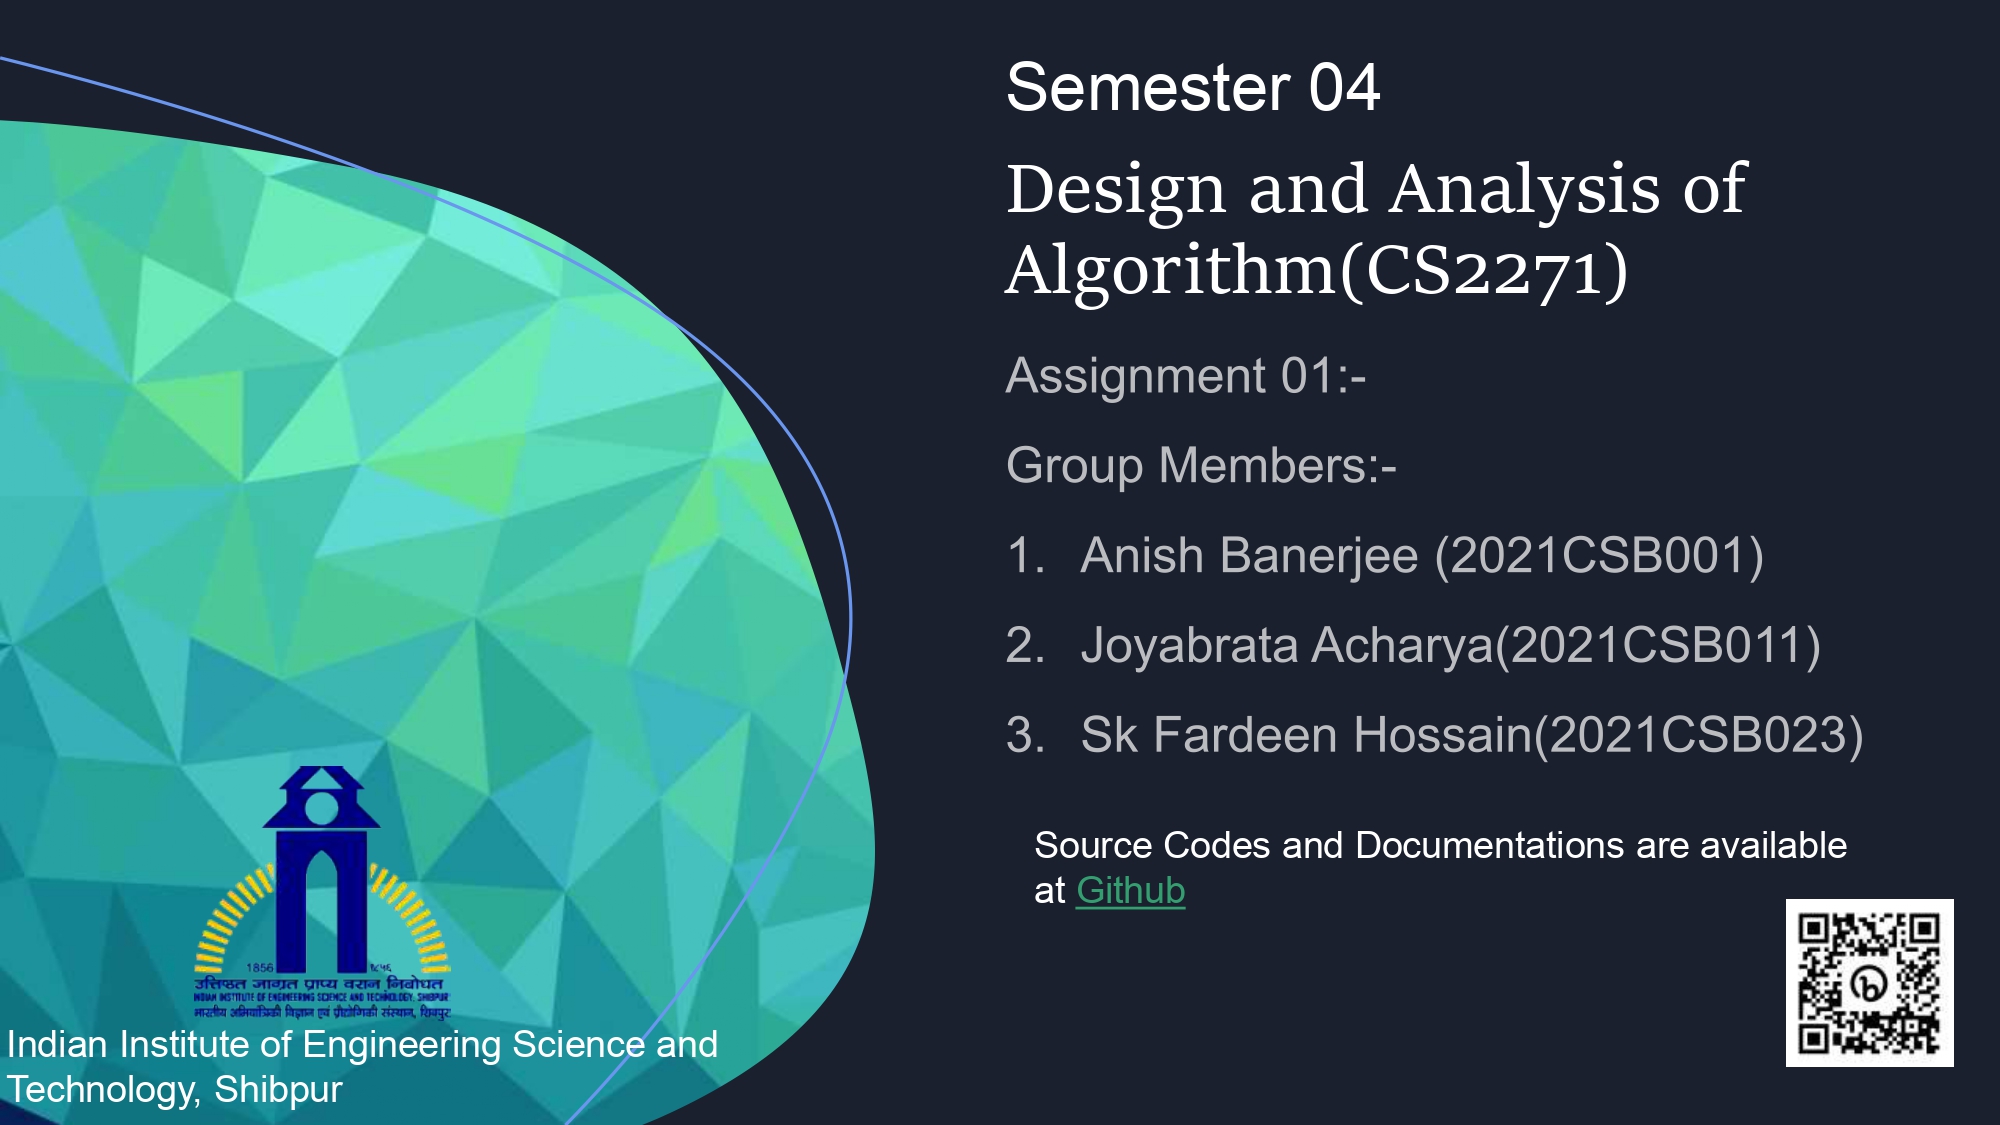 Semester 04
Design and Analysis of
Algorithm(CS2271)
Assignment 01:-
Group Members:-
1. Anish Banerjee (2021CSB001)
2. Joyabrata Acharya(2021CSB011)
3. Sk Fardeen Hossain(2021CSB023)
Source Codes and Documentations are available
at Github
1856 १८५६
उत्तिष्ठत जाग्रत प्राप्य वरान निबोधत
INDIAN INSTITUTE OF ENGINEERING SCIENCE AND TECHNOLOGY, SHIBPUR
भारतीय अभियांत्रिकी विज्ञान एवं प्रौद्योगिकी संस्थान, शिबपुर
Indian Institute of Engineering Science and
Technology, Shibpur